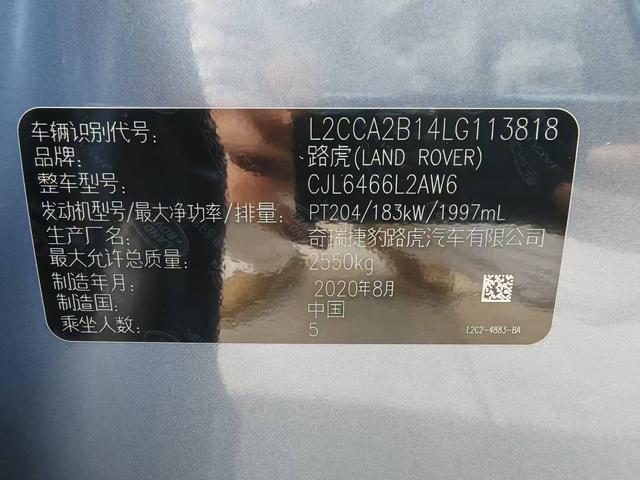 车辆识别代号: L2CCA2B14LG113818
品牌: 路虎(LAND ROVER)
整车型号: CJL6466L2AW6
发动机型号/最大净功率/排量: PT204/183kW/1997mL
生产厂名: 奇瑞捷豹路虎汽车有限公司
最大允许总质量: 2550kg
制造年月: 2020年8月
制造国: 中国
乘坐人数: 5
L2C2-4883-BA